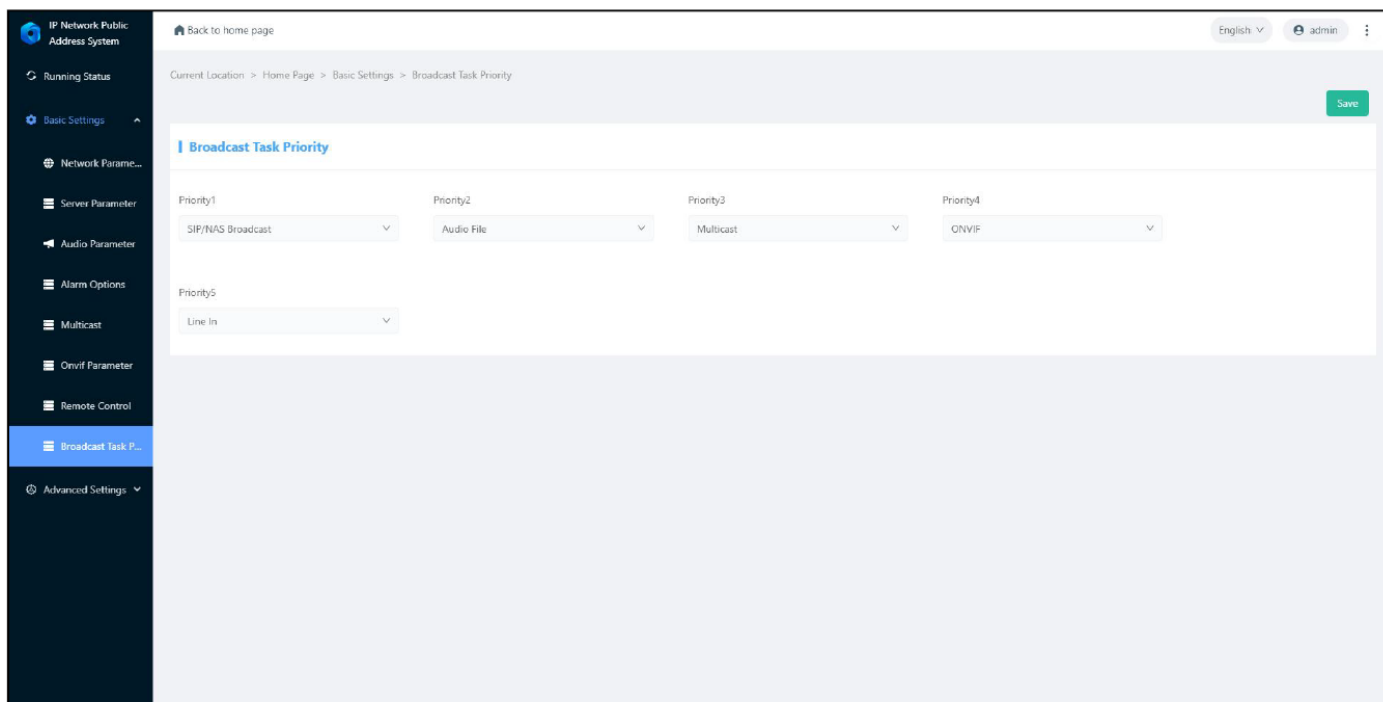 IP Network Public
Address System
Back to home page
English
admin
Running Status
Current Location > Home Page > Basic Settings > Broadcast Task Priority
Save
Basic Settings
Broadcast Task Priority
Network Parame...
Server Parameter
Priority1
Priority2
Priority3
Priority4
SIP/NAS Broadcast
Audio File
Multicast
ONVIF
Audio Parameter
Alarm Options
Priority5
Line In
Multicast
Onvif Parameter
Remote Control
Broadcast Task P...
Advanced Settings